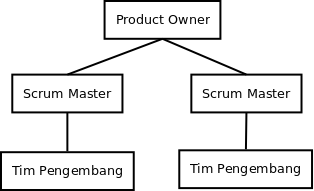 Product Owner
Scrum Master
Scrum Master
Tim Pengembang
Tim Pengembang